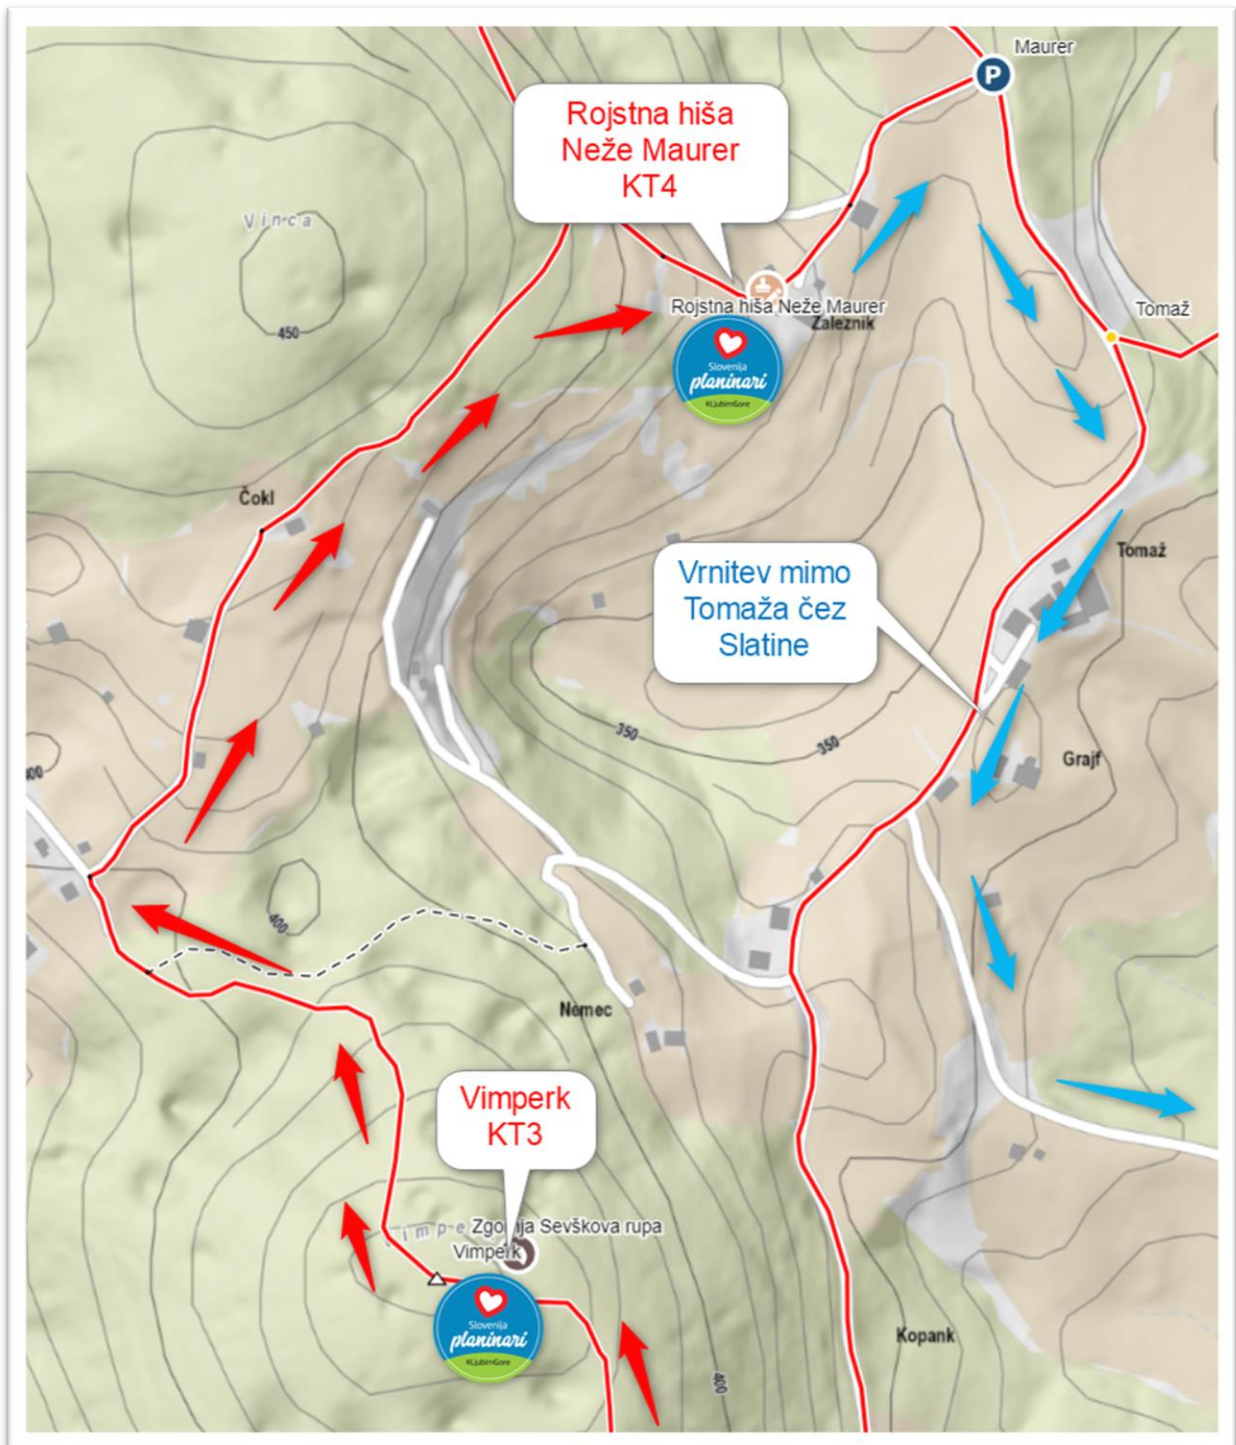 Maurer
P
Rojstna hiša
Neže Maurer
KT4
Vinca
450
Rojstna hiša Neže Maurer
Zaležnik
Tomaž
Slovenija
planinari
#LjubimGore
Čokl
Tomaž
Vrnitev mimo
Tomaža čez
Slatine
350
350
Grajf
400
Nemec
Vimperk
KT3
Zgornja Sevškova rupa
Vimperk
Slovenija
planinari
#LjubimGore
Kopank
400